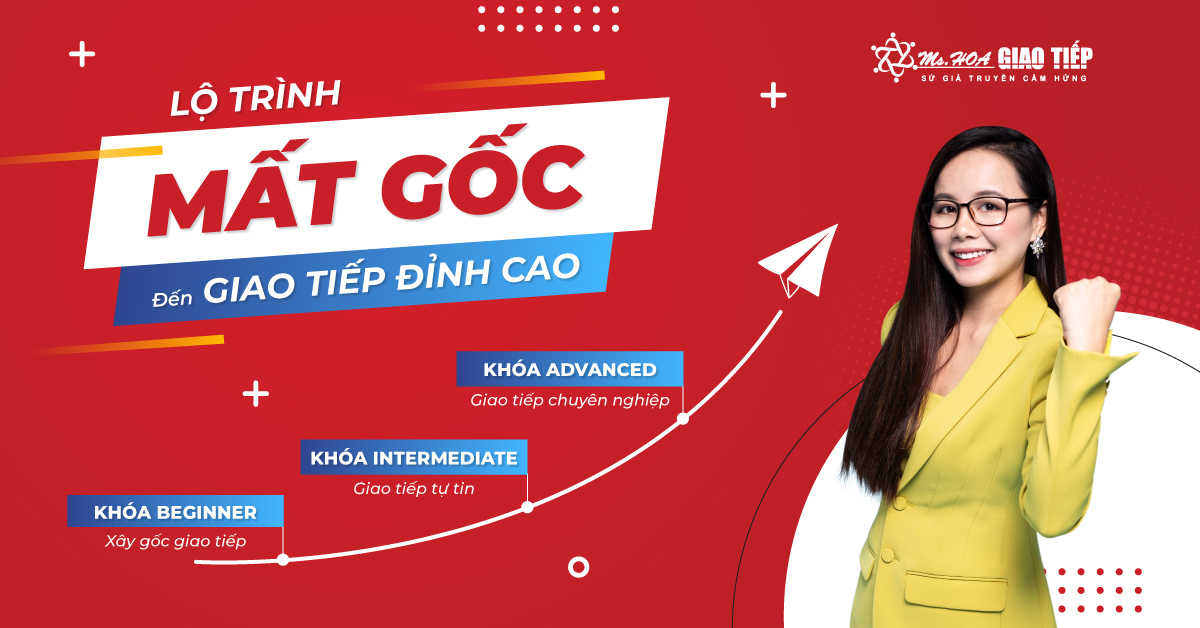 Ms.HOA GIAO TIẾP
SỨ GIẢ TRUYỀN CẢM HỨNG
LỘ TRÌNH
MẤT GỐC
Đến GIAO TIẾP ĐỈNH CAO
KHÓA ADVANCED
Giao tiếp chuyên nghiệp
KHÓA INTERMEDIATE
Giao tiếp tự tin
KHÓA BEGINNER
Xây gốc giao tiếp